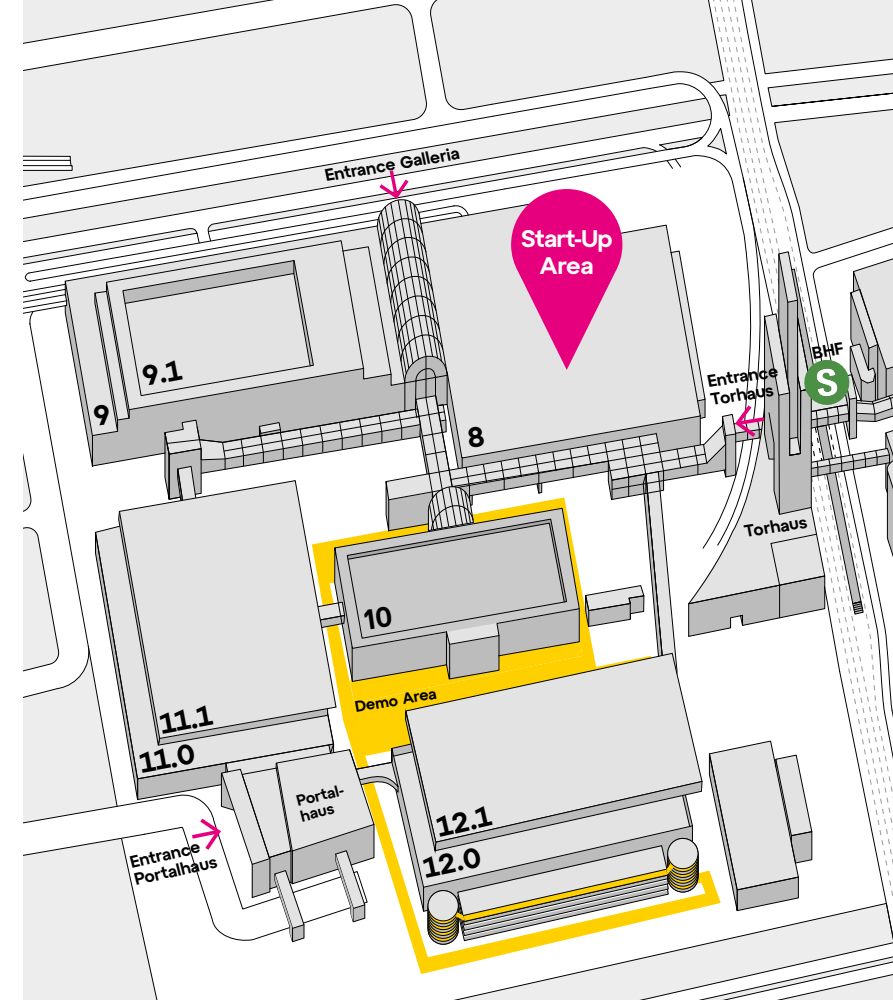 Entrance Galleria
Start-Up
Area
BHF
S
Entrance
Torhaus
9.1
9
8
Torhaus
10
Demo Area
11.1
11.0
Portal-
haus
12.1
12.0
Entrance
Portalhaus